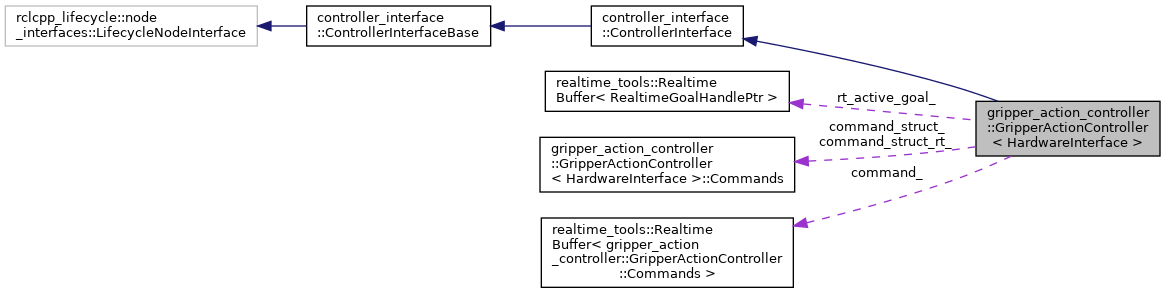 rclcpp_lifecycle::node
_interfaces::LifecycleNodeInterface
controller_interface
::ControllerInterfaceBase
controller_interface
::ControllerInterface
realtime_tools::Realtime
Buffer< RealtimeGoalHandlePtr >
rt_active_goal_
gripper_action_controller
::GripperActionController
< HardwareInterface >
command_struct_
command_struct_rt_
gripper_action_controller
::GripperActionController
< HardwareInterface >::Commands
command_
realtime_tools::Realtime
Buffer< gripper_action
_controller::GripperActionController
::Commands >